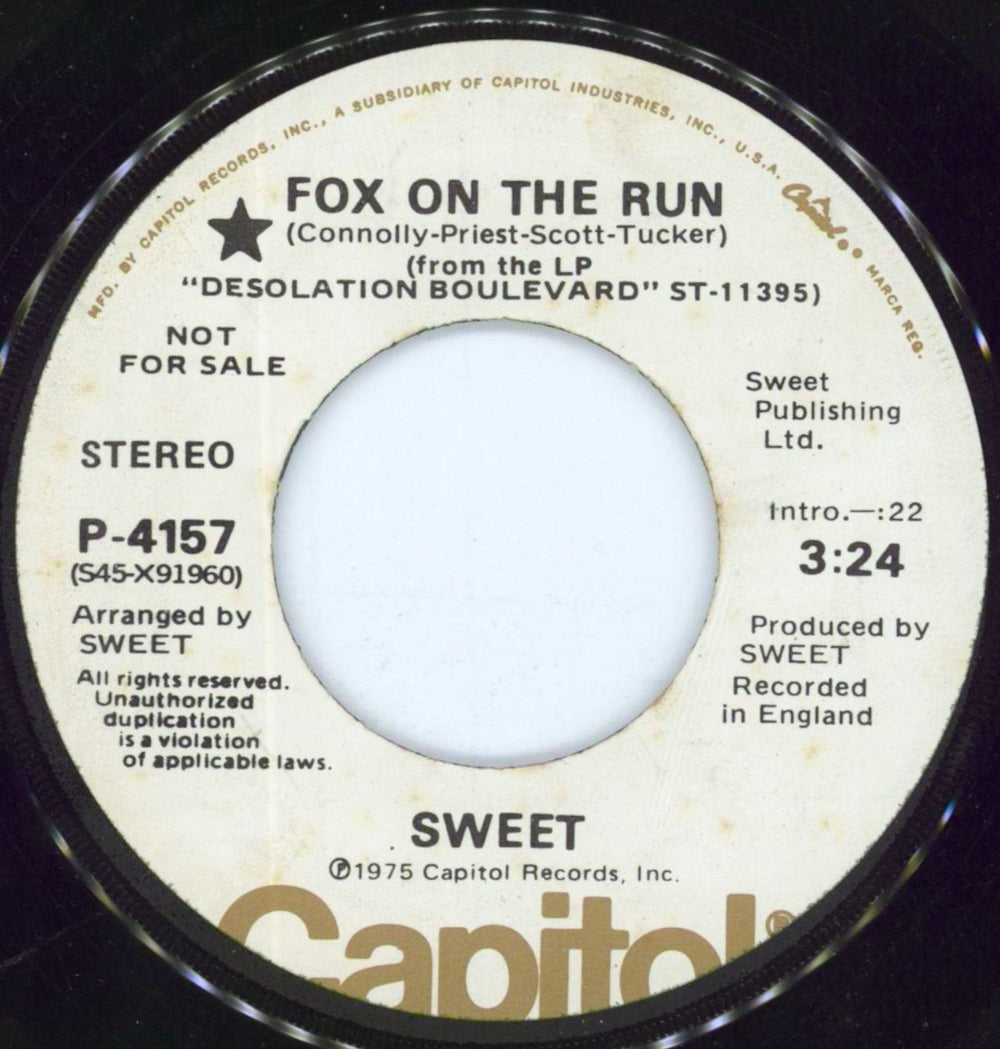 MFD. BY CAPITOL RECORDS, INC., A SUBSIDIARY OF CAPITOL INDUSTRIES, INC., U.S.A.
Capitol
MARCA REG.
FOX ON THE RUN
(Connolly-Priest-Scott-Tucker)
(from the LP
"DESOLATION BOULEVARD" ST-11395)
NOT
FOR SALE
STEREO
P-4157
(S45-X91960)
Arranged by
SWEET
All rights reserved.
Unauthorized
duplication
is a violation
of applicable laws.
Sweet
Publishing
Ltd.
Intro.—:22
3:24
Produced by
SWEET
Recorded
in England
SWEET
℗1975 Capitol Records, Inc.
Capitol®